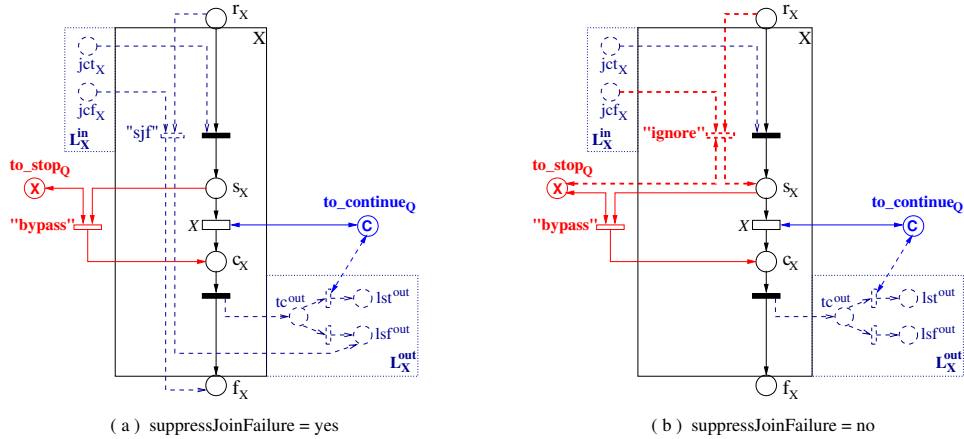 r_X
X
jct_X
jcf_X
L_X^in
"sjf"
to_stop_Q
X
s_X
"bypass"
X
to_continue_Q
C
c_X
tc^out
lst^out
lsf^out
L_X^out
f_X
( a ) suppressJoinFailure = yes
r_X
X
jct_X
jcf_X
L_X^in
"ignore"
to_stop_Q
X
s_X
"bypass"
X
to_continue_Q
C
c_X
tc^out
lst^out
lsf^out
L_X^out
f_X
( b ) suppressJoinFailure = no